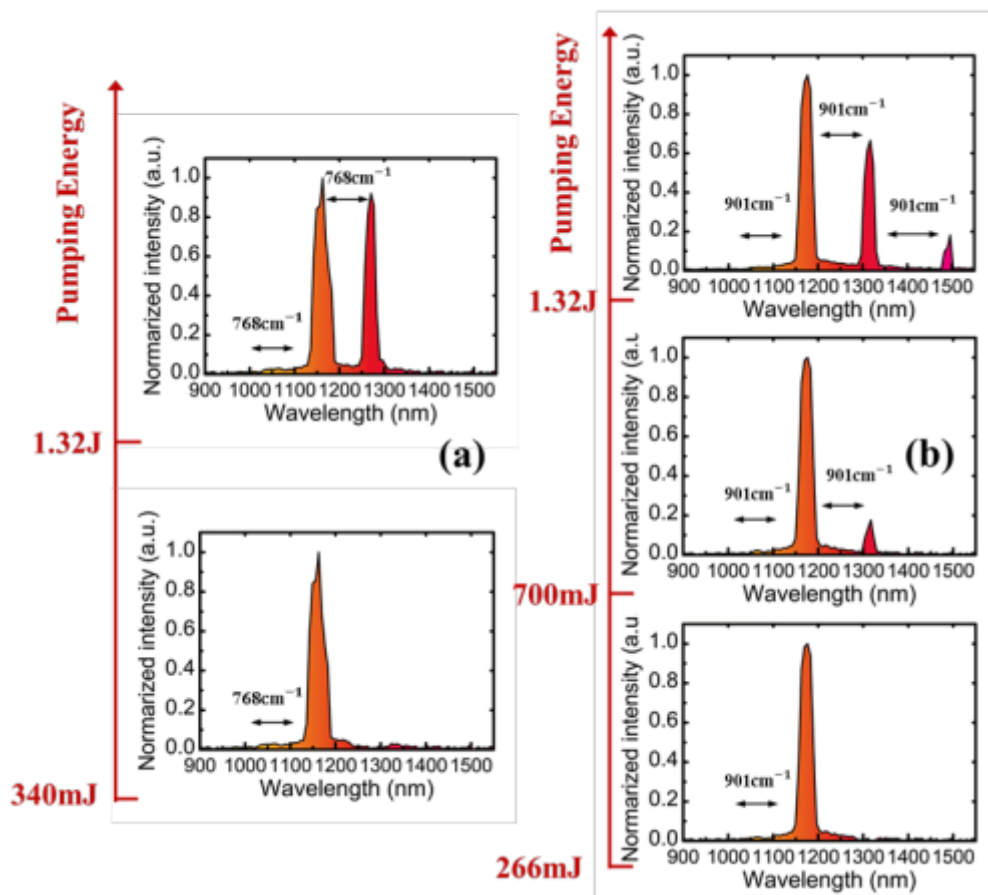 Pumping Energy
Normarized intensity (a.u.)
1.0
0.8
0.6
0.4
0.2
0.0
768cm⁻¹
768cm⁻¹
900 1000 1100 1200 1300 1400 1500
Wavelength (nm)
1.32J
(a)
Normarized intensity (a.u.)
1.0
0.8
0.6
0.4
0.2
0.0
768cm⁻¹
900 1000 1100 1200 1300 1400 1500
Wavelength (nm)
340mJ
Pumping Energy
Normarized intensity (a.u.)
1.0
0.8
0.6
0.4
0.2
0.0
901cm⁻¹
901cm⁻¹
901cm⁻¹
900 1000 1100 1200 1300 1400 1500
Wavelength (nm)
1.32J
Normarized intensity (a.u
1.0
0.8
0.6
0.4
0.2
0.0
901cm⁻¹
901cm⁻¹
(b)
900 1000 1100 1200 1300 1400 1500
Wavelength (nm)
700mJ
Normarized intensity (a.u
1.0
0.8
0.6
0.4
0.2
0.0
901cm⁻¹
900 1000 1100 1200 1300 1400 1500
Wavelength (nm)
266mJ